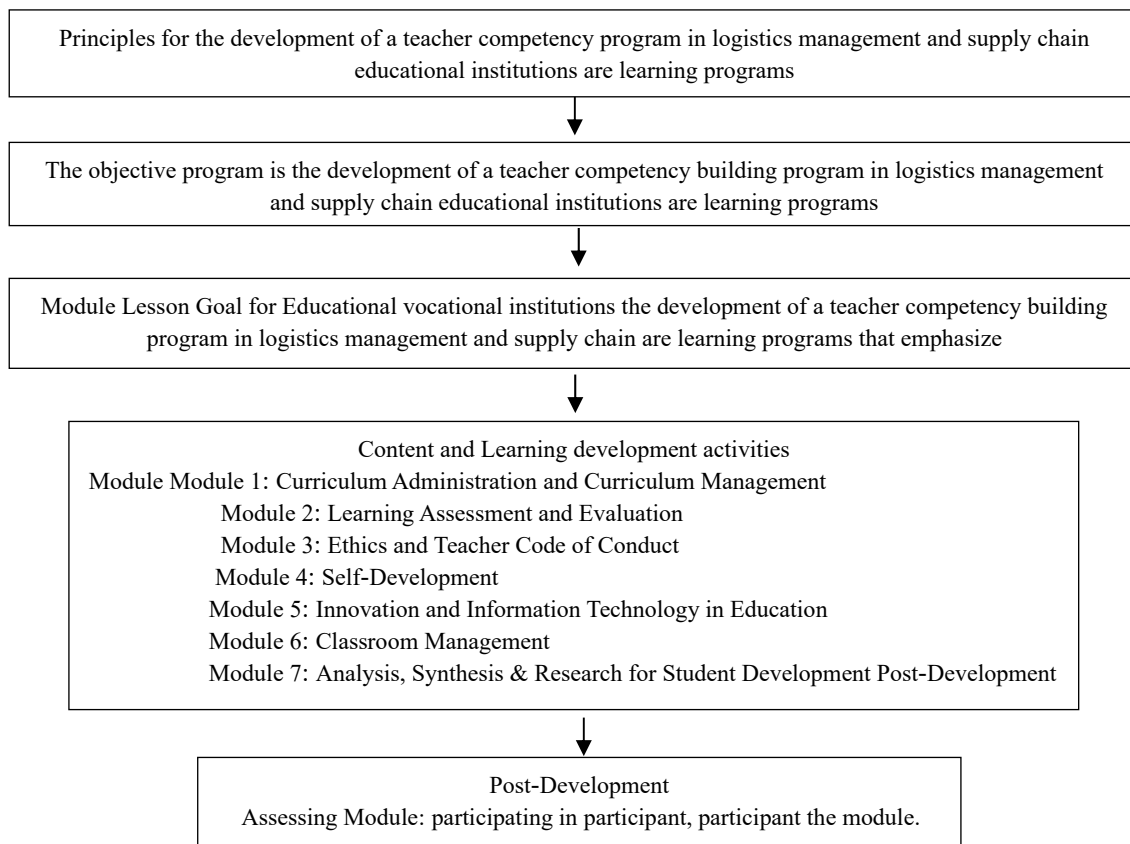 Principles for the development of a teacher competency program in logistics management and supply chain
educational institutions are learning programs
The objective program is the development of a teacher competency building program in logistics management
and supply chain educational institutions are learning programs
Module Lesson Goal for Educational vocational institutions the development of a teacher competency building
program in logistics management and supply chain are learning programs that emphasize
Content and Learning development activities
Module Module 1: Curriculum Administration and Curriculum Management
Module 2: Learning Assessment and Evaluation
Module 3: Ethics and Teacher Code of Conduct
Module 4: Self-Development
Module 5: Innovation and Information Technology in Education
Module 6: Classroom Management
Module 7: Analysis, Synthesis & Research for Student Development Post-Development
Post-Development
Assessing Module: participating in participant, participant the module.